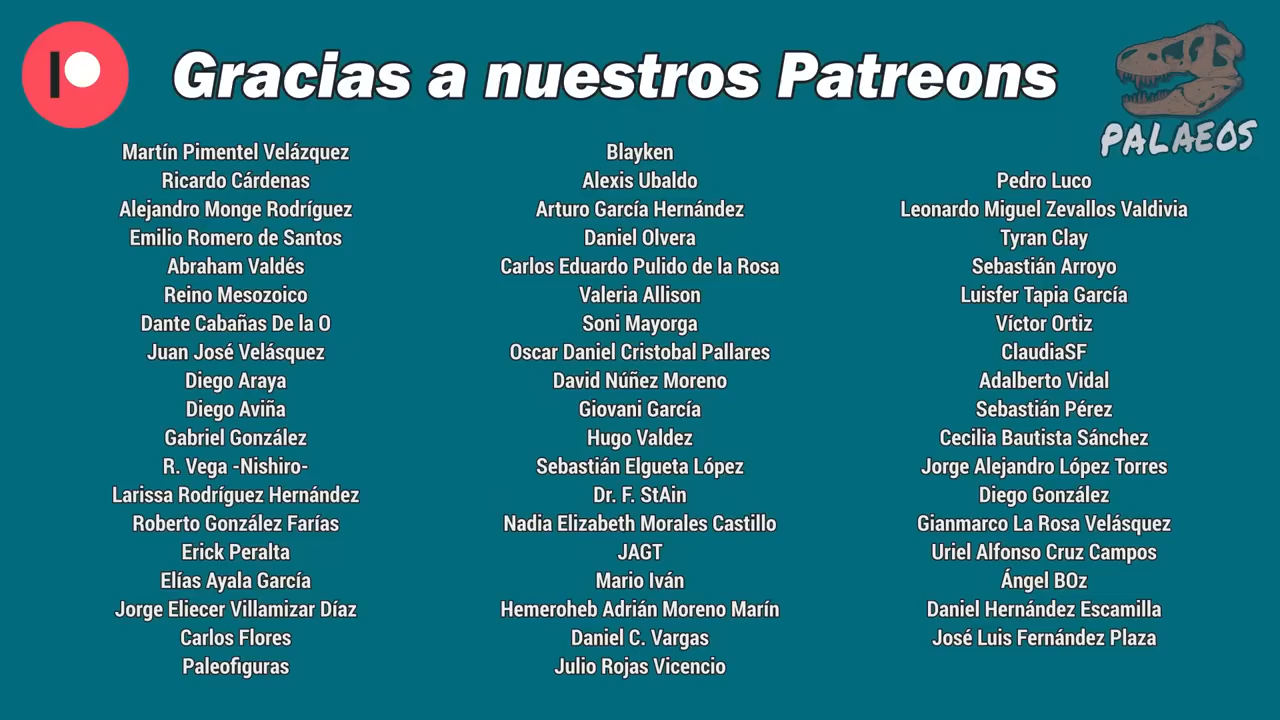 Gracias a nuestros Patreons
PALAEOS
Martín Pimentel Velázquez
Ricardo Cárdenas
Alejandro Monge Rodríguez
Emilio Romero de Santos
Abraham Valdés
Reino Mesozoico
Dante Cabañas De la O
Juan José Velásquez
Diego Araya
Diego Aviña
Gabriel González
R. Vega -Nishiro-
Larissa Rodríguez Hernández
Roberto González Farías
Erick Peralta
Elías Ayala García
Jorge Eliecer Villamizar Díaz
Carlos Flores
Paleofiguras
Blayken
Alexis Ubaldo
Arturo García Hernández
Daniel Olvera
Carlos Eduardo Pulido de la Rosa
Valeria Allison
Soni Mayorga
Oscar Daniel Cristobal Pallares
David Núñez Moreno
Giovani García
Hugo Valdez
Sebastián Elgueta López
Dr. F. StAin
Nadia Elizabeth Morales Castillo
JAGT
Mario Iván
Hemeroheb Adrián Moreno Marín
Daniel C. Vargas
Julio Rojas Vicencio
Pedro Luco
Leonardo Miguel Zevallos Valdivia
Tyran Clay
Sebastián Arroyo
Luisfer Tapia García
Víctor Ortiz
ClaudiaSF
Adalberto Vidal
Sebastián Pérez
Cecilia Bautista Sánchez
Jorge Alejandro López Torres
Diego González
Gianmarco La Rosa Velásquez
Uriel Alfonso Cruz Campos
Ángel BOz
Daniel Hernández Escamilla
José Luis Fernández Plaza